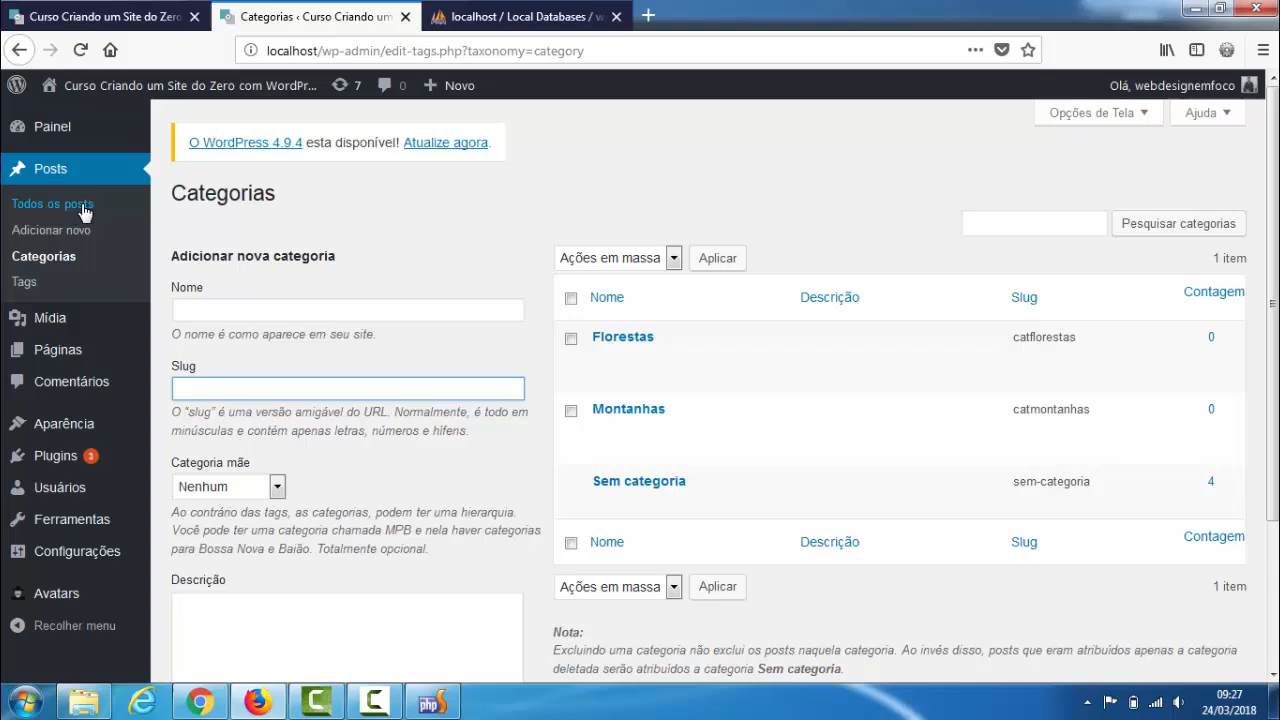 Curso Criando um Site do Zero
Categorias ‹ Curso Criando um
localhost / Local Databases / w
localhost/wp-admin/edit-tags.php?taxonomy=category
Curso Criando um Site do Zero com WordPr...
7
0
Novo
Olá, webdesignemfoco
Painel
Posts
Todos os posts
Adicionar novo
Categorias
Tags
Mídia
Páginas
Comentários
Aparência
Plugins 3
Usuários
Ferramentas
Configurações
Avatars
Recolher menu
Opções de Tela
Ajuda
O WordPress 4.9.4 esta disponível! Atualize agora.
Categorias
Pesquisar categorias
Adicionar nova categoria
Nome
O nome é como aparece em seu site.
Slug
O "slug" é uma versão amigável do URL. Normalmente, é todo em
minúsculas e contém apenas letras, números e hífens.
Categoria mãe
Nenhum
Ao contrário das tags, as categorias, podem ter uma hierarquia.
Você pode ter uma categoria chamada MPB e nela haver categorias
para Bossa Nova e Baião. Totalmente opcional.
Descrição
Ações em massa
Aplicar
1 item
Nome Descrição Slug Contagem
Florestas catflorestas 0
Montanhas catmontanhas 0
Sem categoria sem-categoria 4
Nome Descrição Slug Contagem
Ações em massa
Aplicar
1 item
Nota:
Excluindo uma categoria não exclui os posts naquela categoria. Ao invés disso, posts que eram atribuídos apenas a categoria
deletada serão atribuídos a categoria Sem categoria.
php
09:27
24/03/2018